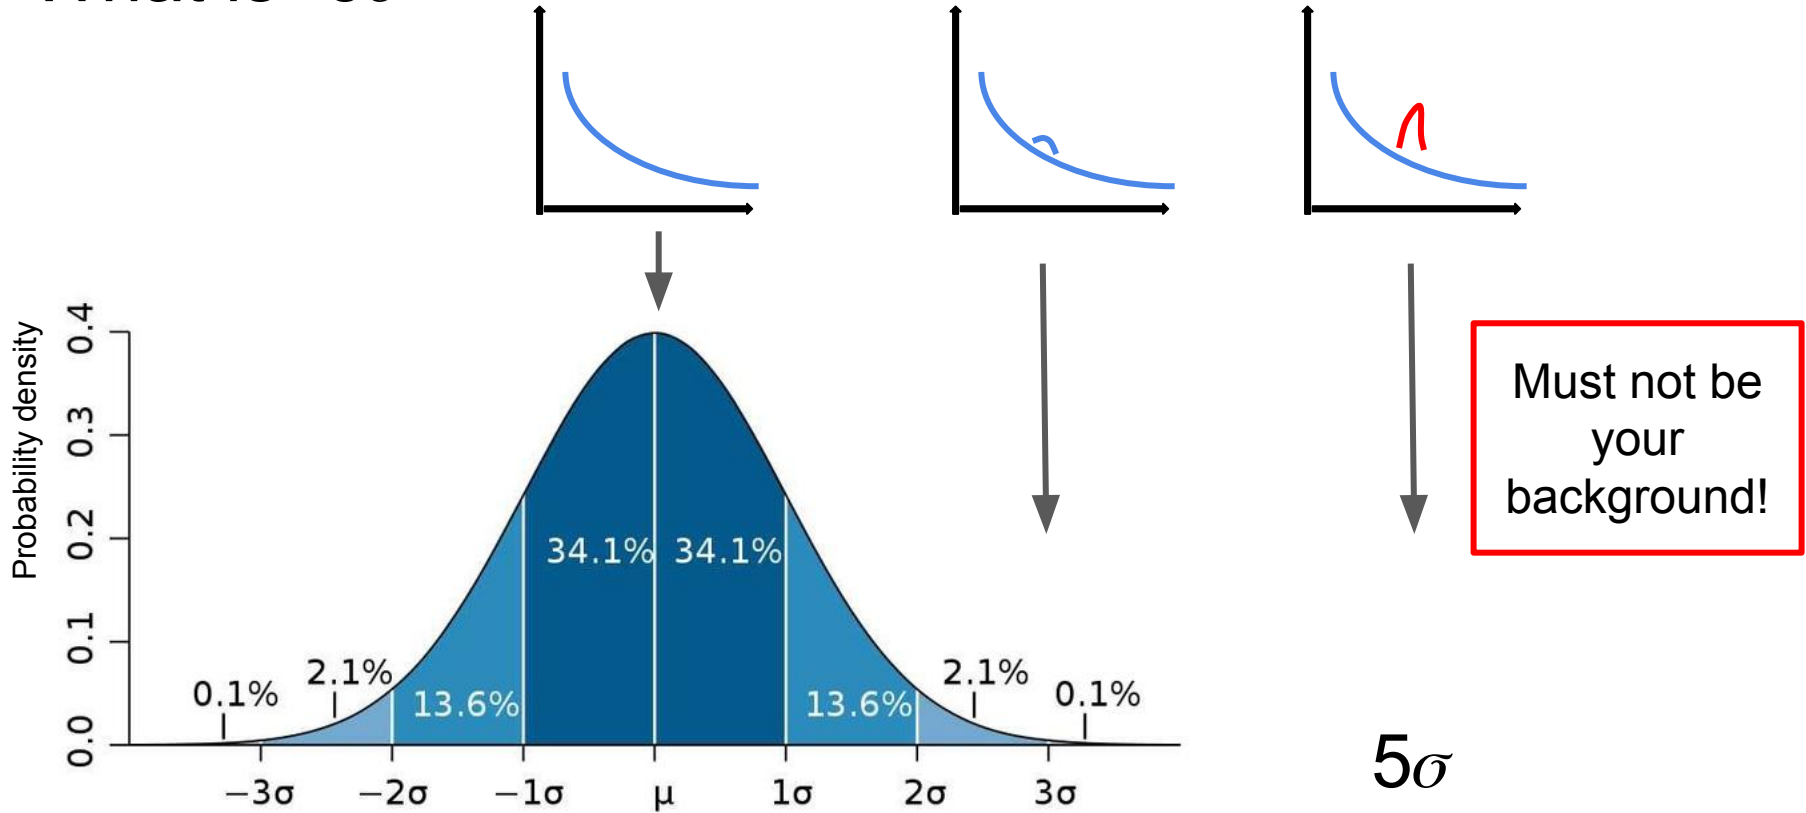 Must not be
your
background!
Probability density
0.4
0.3
0.2
0.1
0.0
34.1% 34.1%
0.1% 2.1% 13.6% 13.6% 2.1% 0.1%
−3σ −2σ −1σ μ 1σ 2σ 3σ
5σ